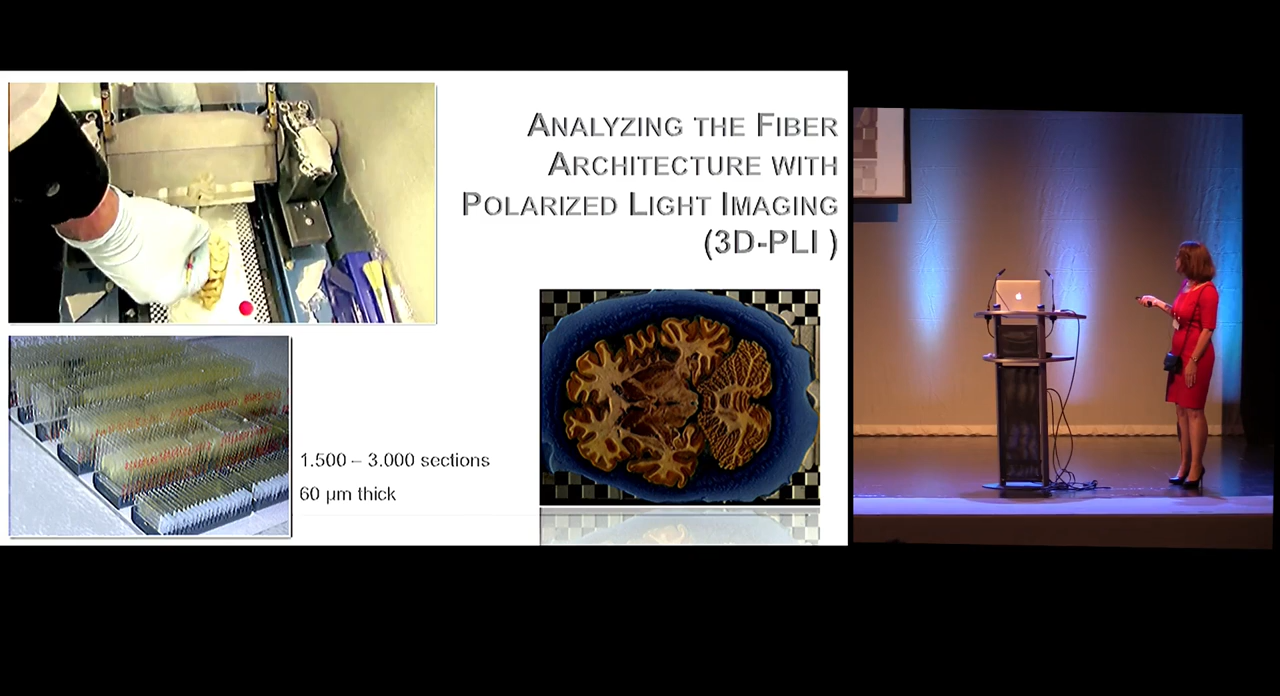 ANALYZING THE FIBER
ARCHITECTURE WITH
POLARIZED LIGHT IMAGING
(3D-PLI )
1.500 – 3.000 sections
60 µm thick